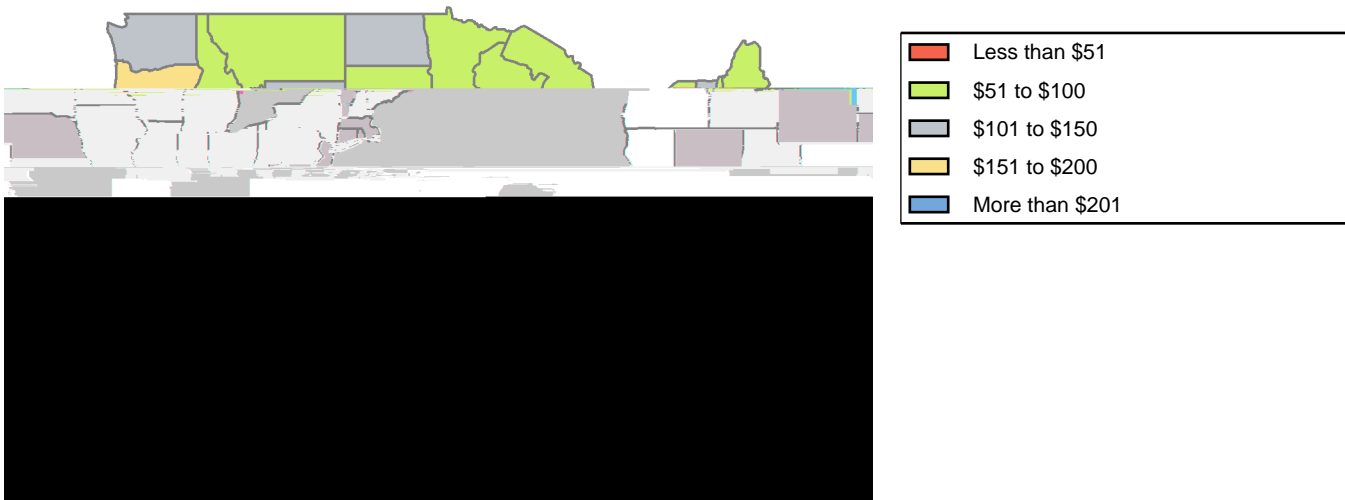 Less than $51
$51 to $100
$101 to $150
$151 to $200
More than $201